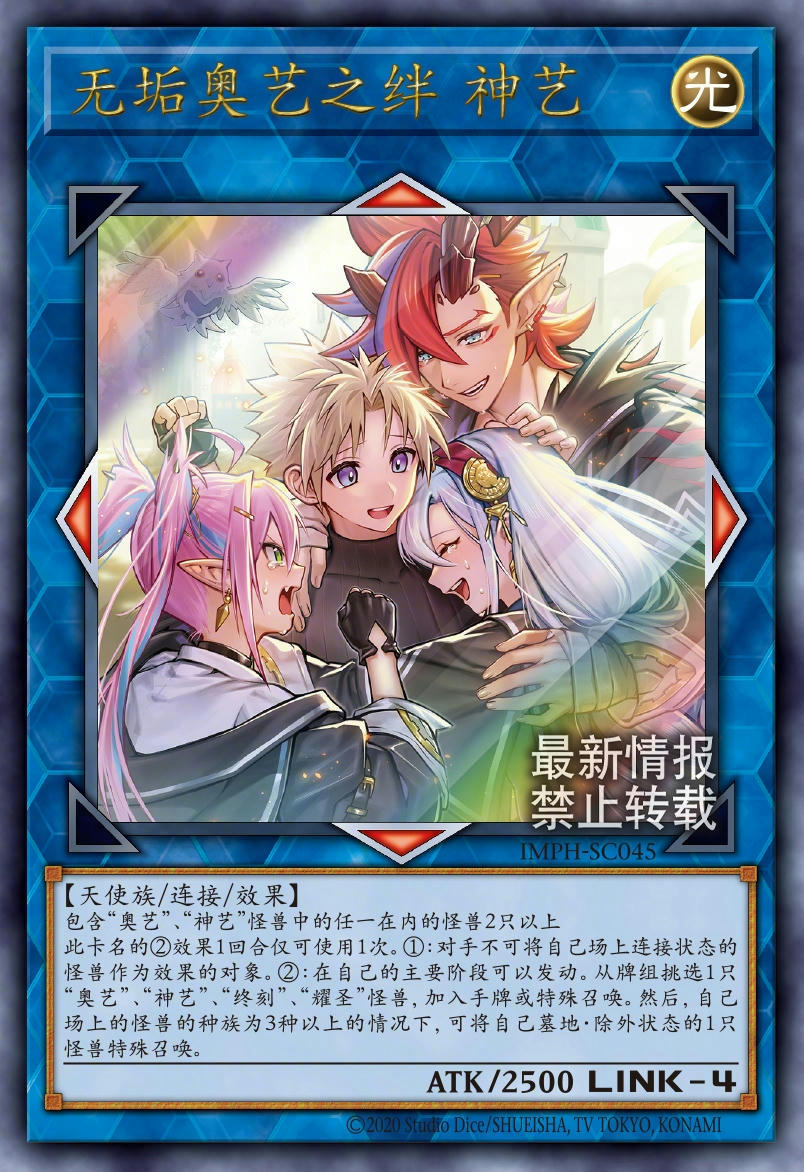 无垢奥艺之绊 神艺
光
最新情报
禁止转载
IMPH-SC045
【天使族/连接/效果】
包含“奥艺”、“神艺”怪兽中的任一在内的怪兽2只以上
此卡名的②效果1回合仅可使用1次。①:对手不可将自己场上连接状态的
怪兽作为效果的对象。②:在自己的主要阶段可以发动。从牌组挑选1只
“奥艺”、“神艺”、“终刻”、“耀圣”怪兽,加入手牌或特殊召唤。然后,自己
场上的怪兽的种族为3种以上的情况下,可将自己墓地·除外状态的1只
怪兽特殊召唤。
ATK/2500 LINK-4
©2020 Studio Dice/SHUEISHA, TV TOKYO, KONAMI